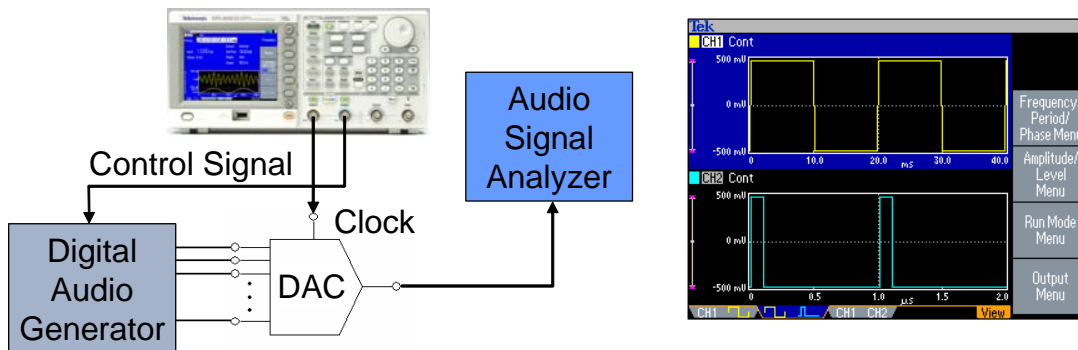 Tektronix
Control Signal
Clock
Digital
Audio
Generator
DAC
Audio
Signal
Analyzer
Tek
CH1 Cont
500 mV
0 mV
-500 mV
0 10.0 20.0 ms 30.0 40.0
CH2 Cont
500 mV
0 mV
-500 mV
0 0.5 1.0 µs 1.5 2.0
Frequency
Period/
Phase Menu
Amplitude/
Level
Menu
Run Mode
Menu
Output
Menu
CH1 CH1 CH2 View